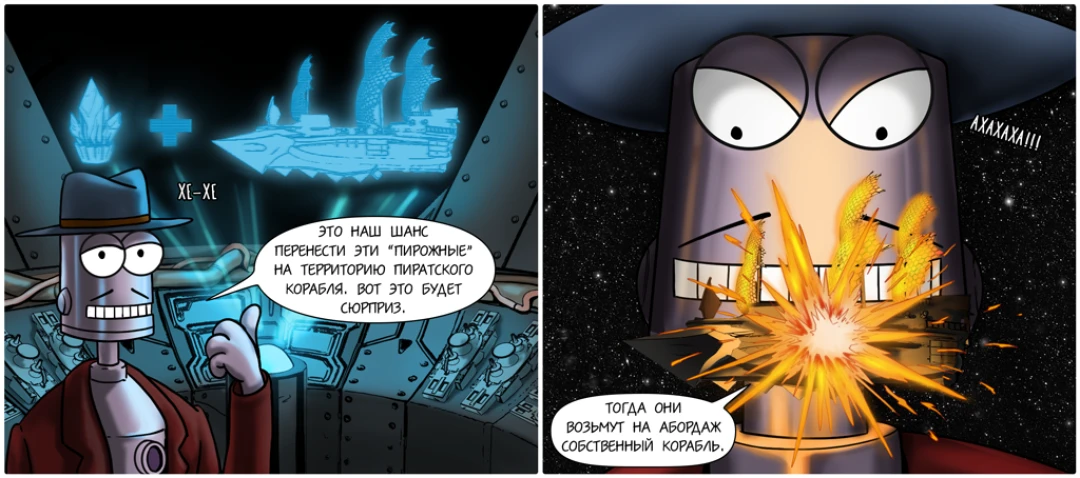 ХЕ-ХЕ
ЭТО НАШ ШАНС
ПЕРЕНЕСТИ ЭТИ "ПИРОЖНЫЕ"
НА ТЕРРИТОРИЮ ПИРАТСКОГО
КОРАБЛЯ. ВОТ ЭТО БУДЕТ
СЮРПРИЗ.
АХАХАХА!!!
ТОГДА ОНИ
ВОЗЬМУТ НА АБОРДАЖ
СОБСТВЕННЫЙ КОРАБЛЬ.